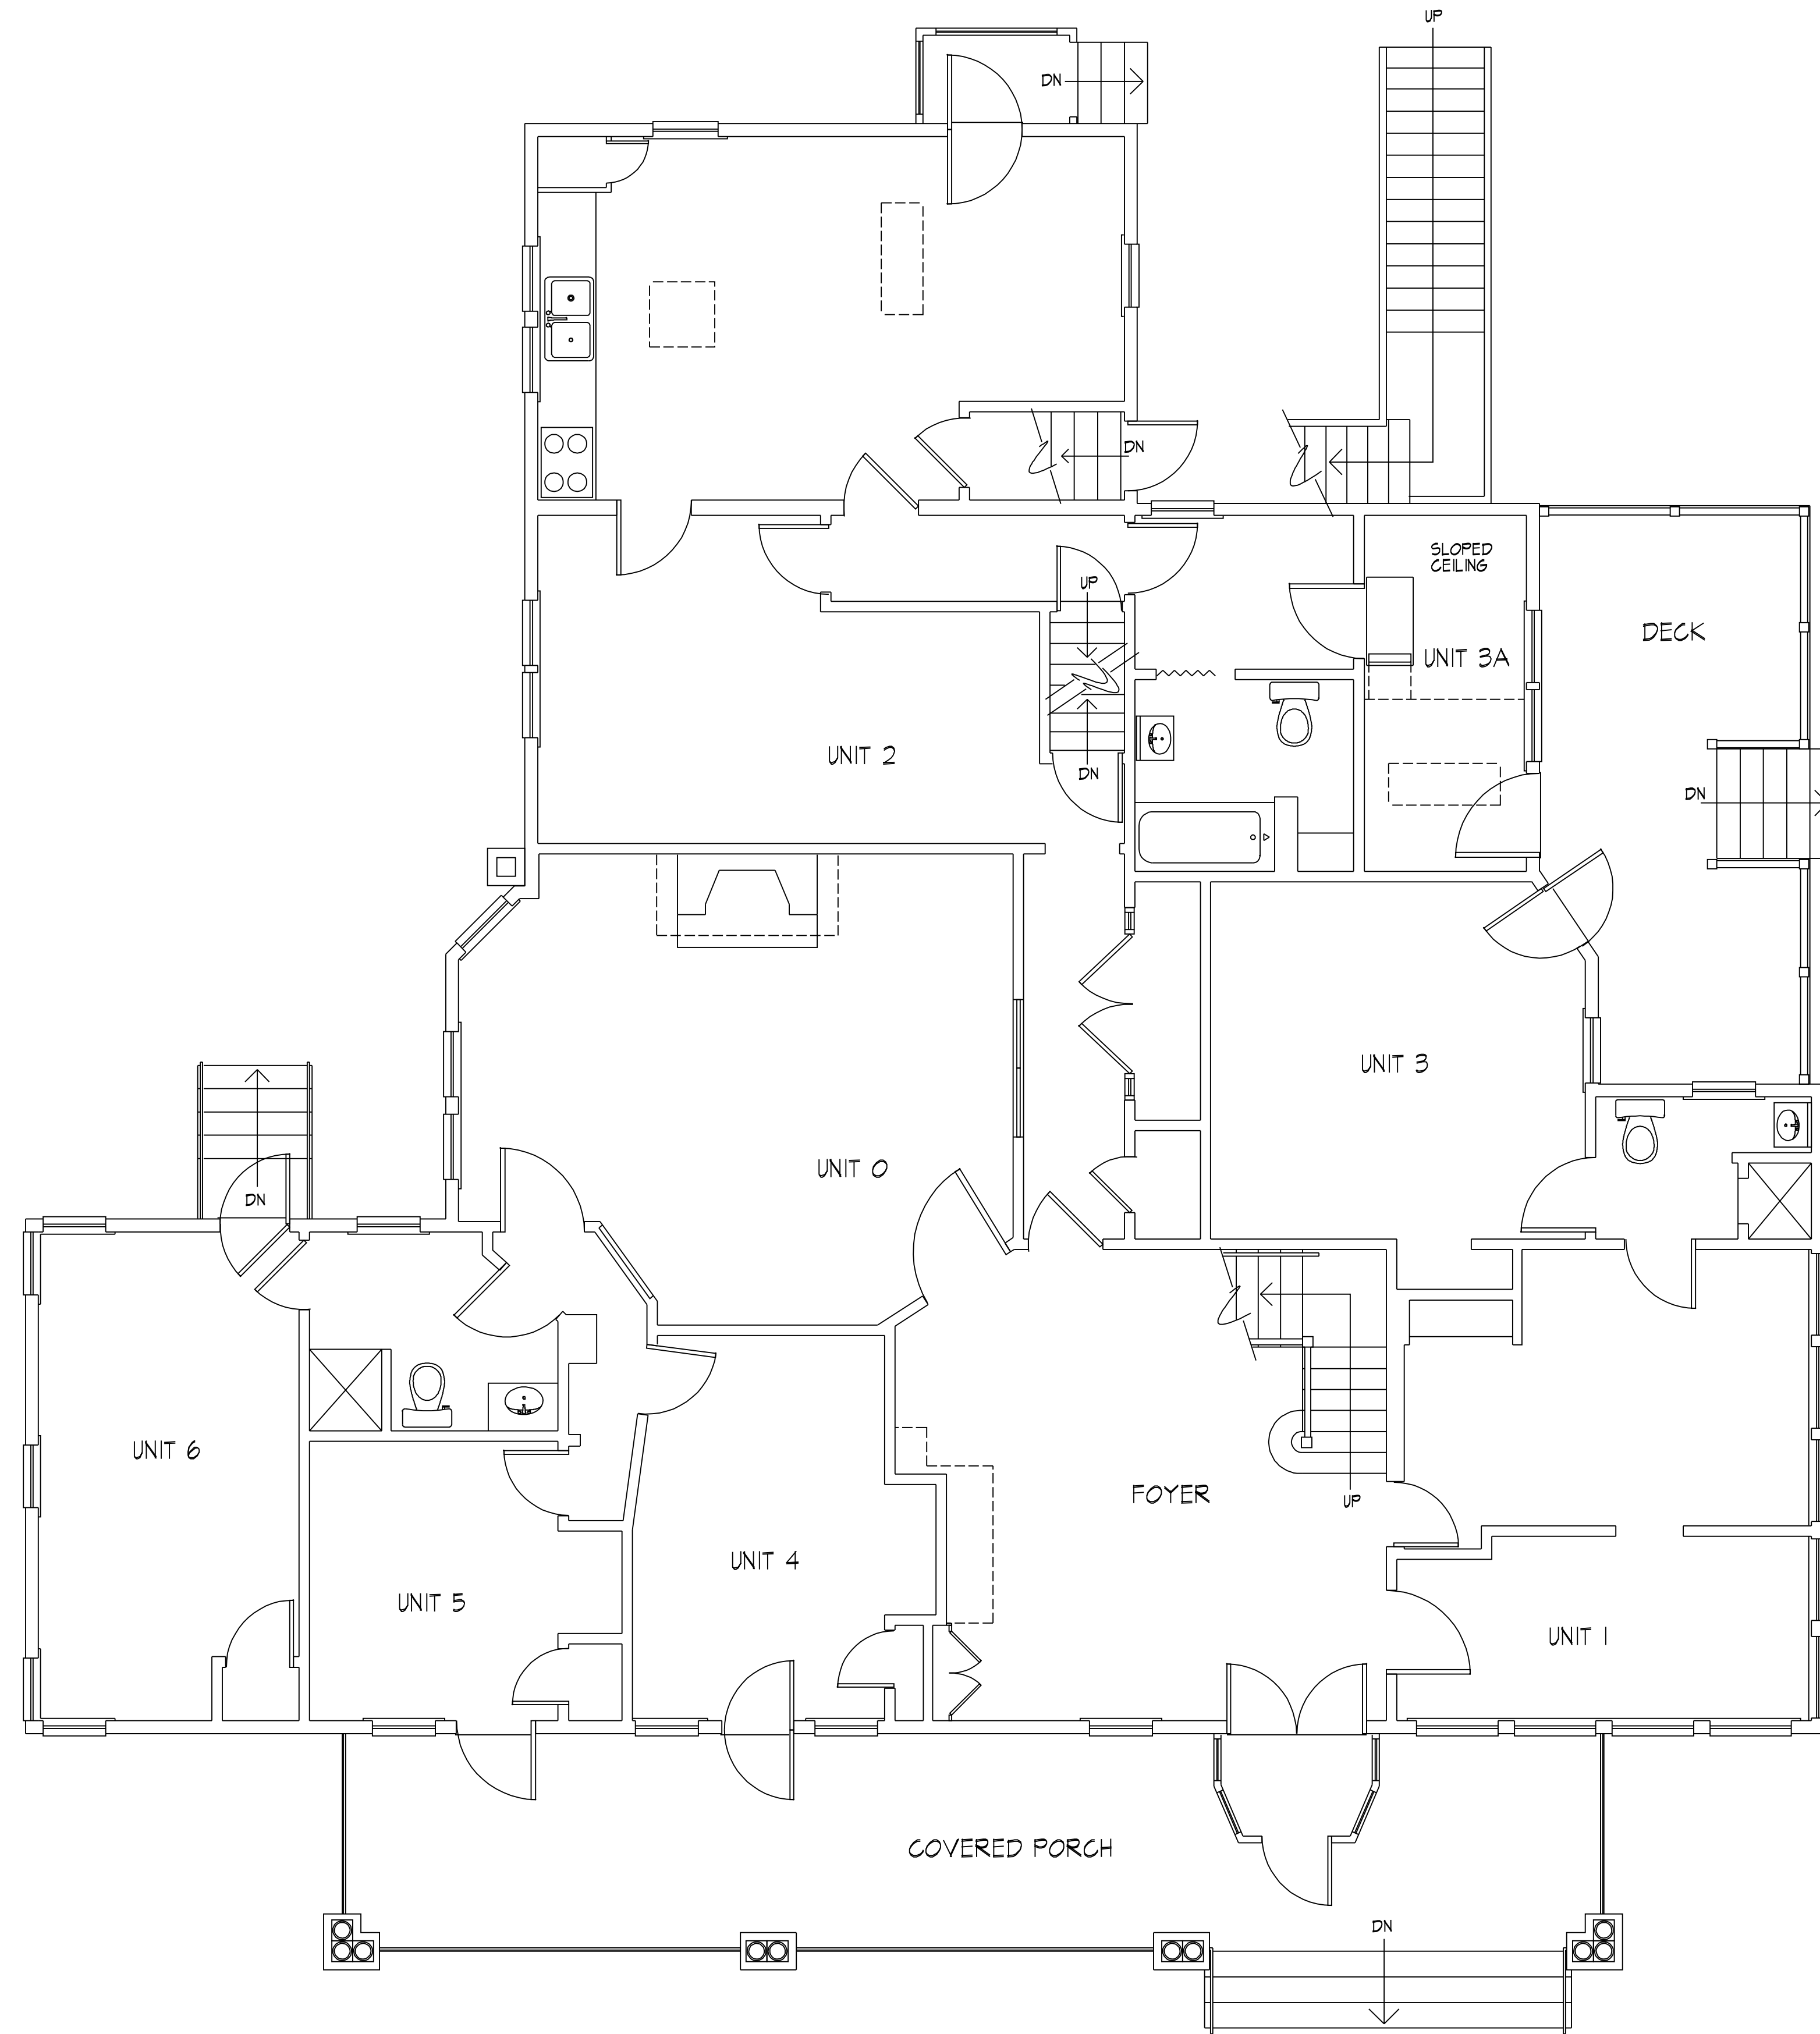 UP
DN
DN
SLOPED
CEILING
UP
DECK
UNIT 3A
UNIT 2
DN
DN
UNIT 3
UNIT 0
DN
UNIT 6
FOYER
UP
UNIT 4
UNIT 5
UNIT 1
COVERED PORCH
DN